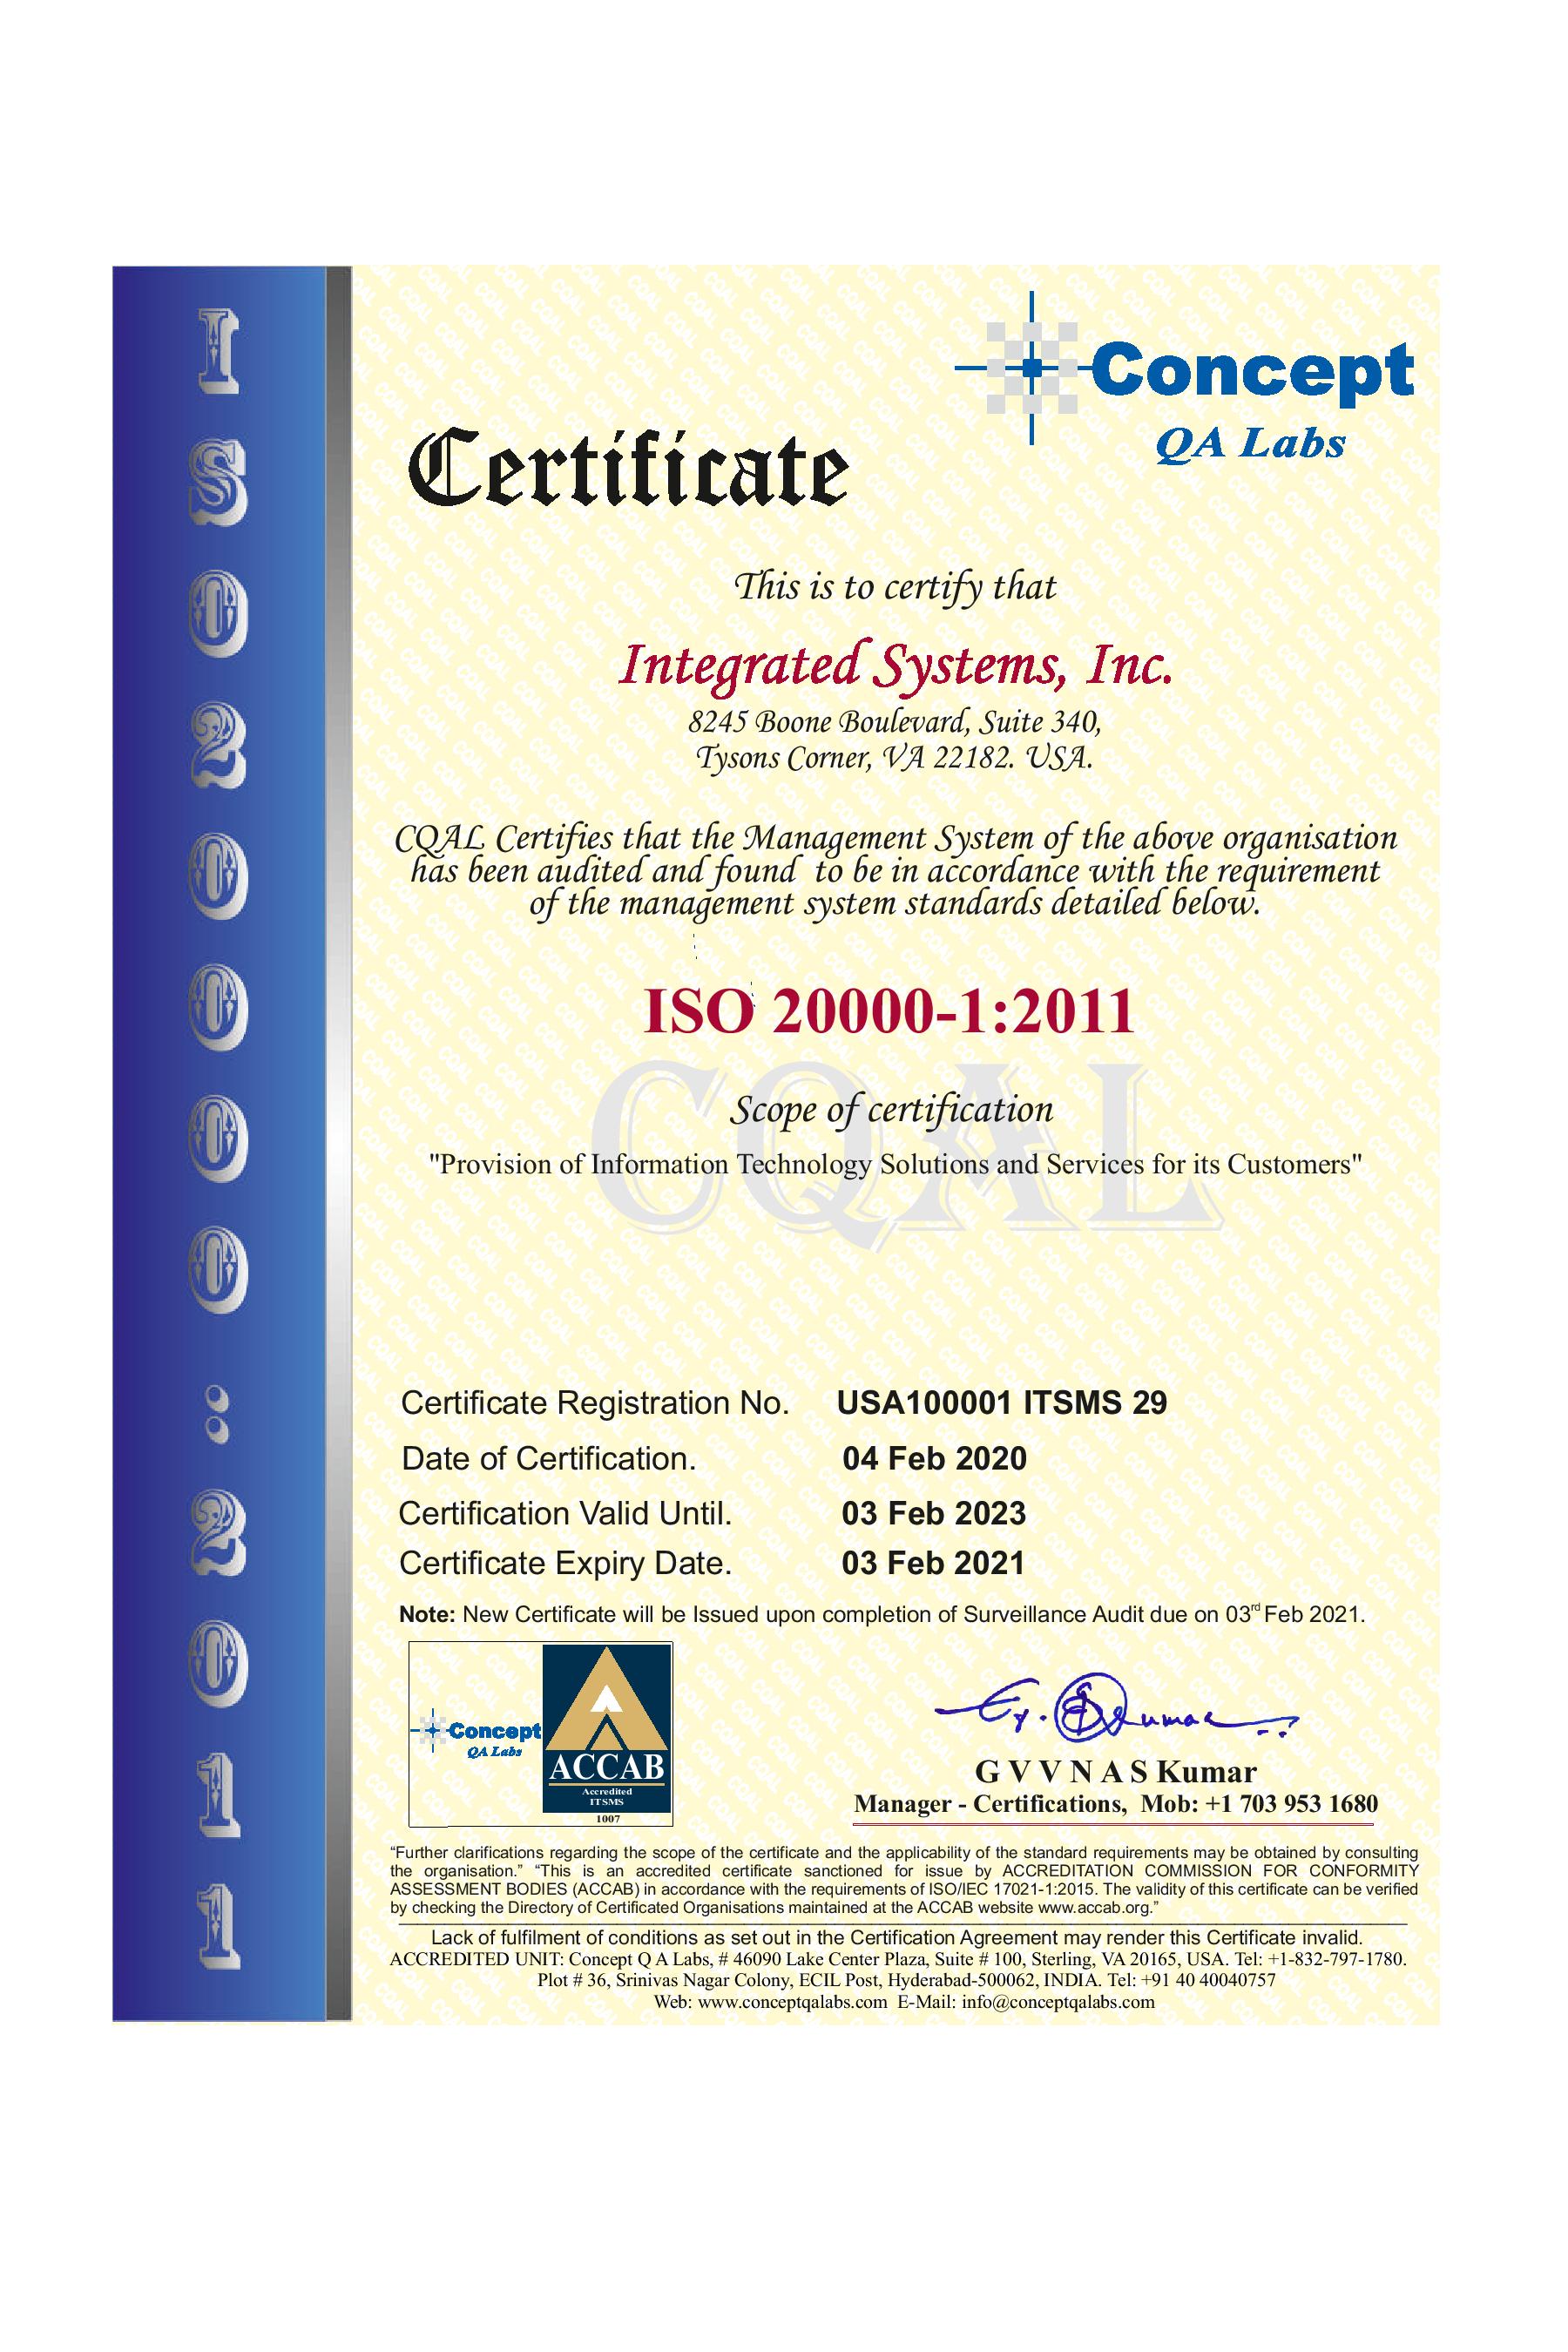 ISO20000:2011
Concept
QA Labs
Certificate
This is to certify that
Integrated Systems, Inc.
8245 Boone Boulevard, Suite 340,
Tysons Corner, VA 22182. USA.
CQAL Certifies that the Management System of the above organisation
has been audited and found to be in accordance with the requirement
of the management system standards detailed below.
ISO 20000-1:2011
CQAL
Scope of certification
"Provision of Information Technology Solutions and Services for its Customers"
Certificate Registration No. USA100001 ITSMS 29
Date of Certification. 04 Feb 2020
Certification Valid Until. 03 Feb 2023
Certificate Expiry Date. 03 Feb 2021
Note: New Certificate will be Issued upon completion of Surveillance Audit due on 03rd Feb 2021.
Concept
QA Labs
ACCAB
Accredited
ITSMS
1007
G V V N A S Kumar
Manager - Certifications, Mob: +1 703 953 1680
“Further clarifications regarding the scope of the certificate and the applicability of the standard requirements may be obtained by consulting
the organisation.” “This is an accredited certificate sanctioned for issue by ACCREDITATION COMMISSION FOR CONFORMITY
ASSESSMENT BODIES (ACCAB) in accordance with the requirements of ISO/IEC 17021-1:2015. The validity of this certificate can be verified
by checking the Directory of Certificated Organisations maintained at the ACCAB website www.accab.org.”
Lack of fulfilment of conditions as set out in the Certification Agreement may render this Certificate invalid.
ACCREDITED UNIT: Concept Q A Labs, # 46090 Lake Center Plaza, Suite # 100, Sterling, VA 20165, USA. Tel: +1-832-797-1780.
Plot # 36, Srinivas Nagar Colony, ECIL Post, Hyderabad-500062, INDIA. Tel: +91 40 40040757
Web: www.conceptqalabs.com E-Mail: info@conceptqalabs.com